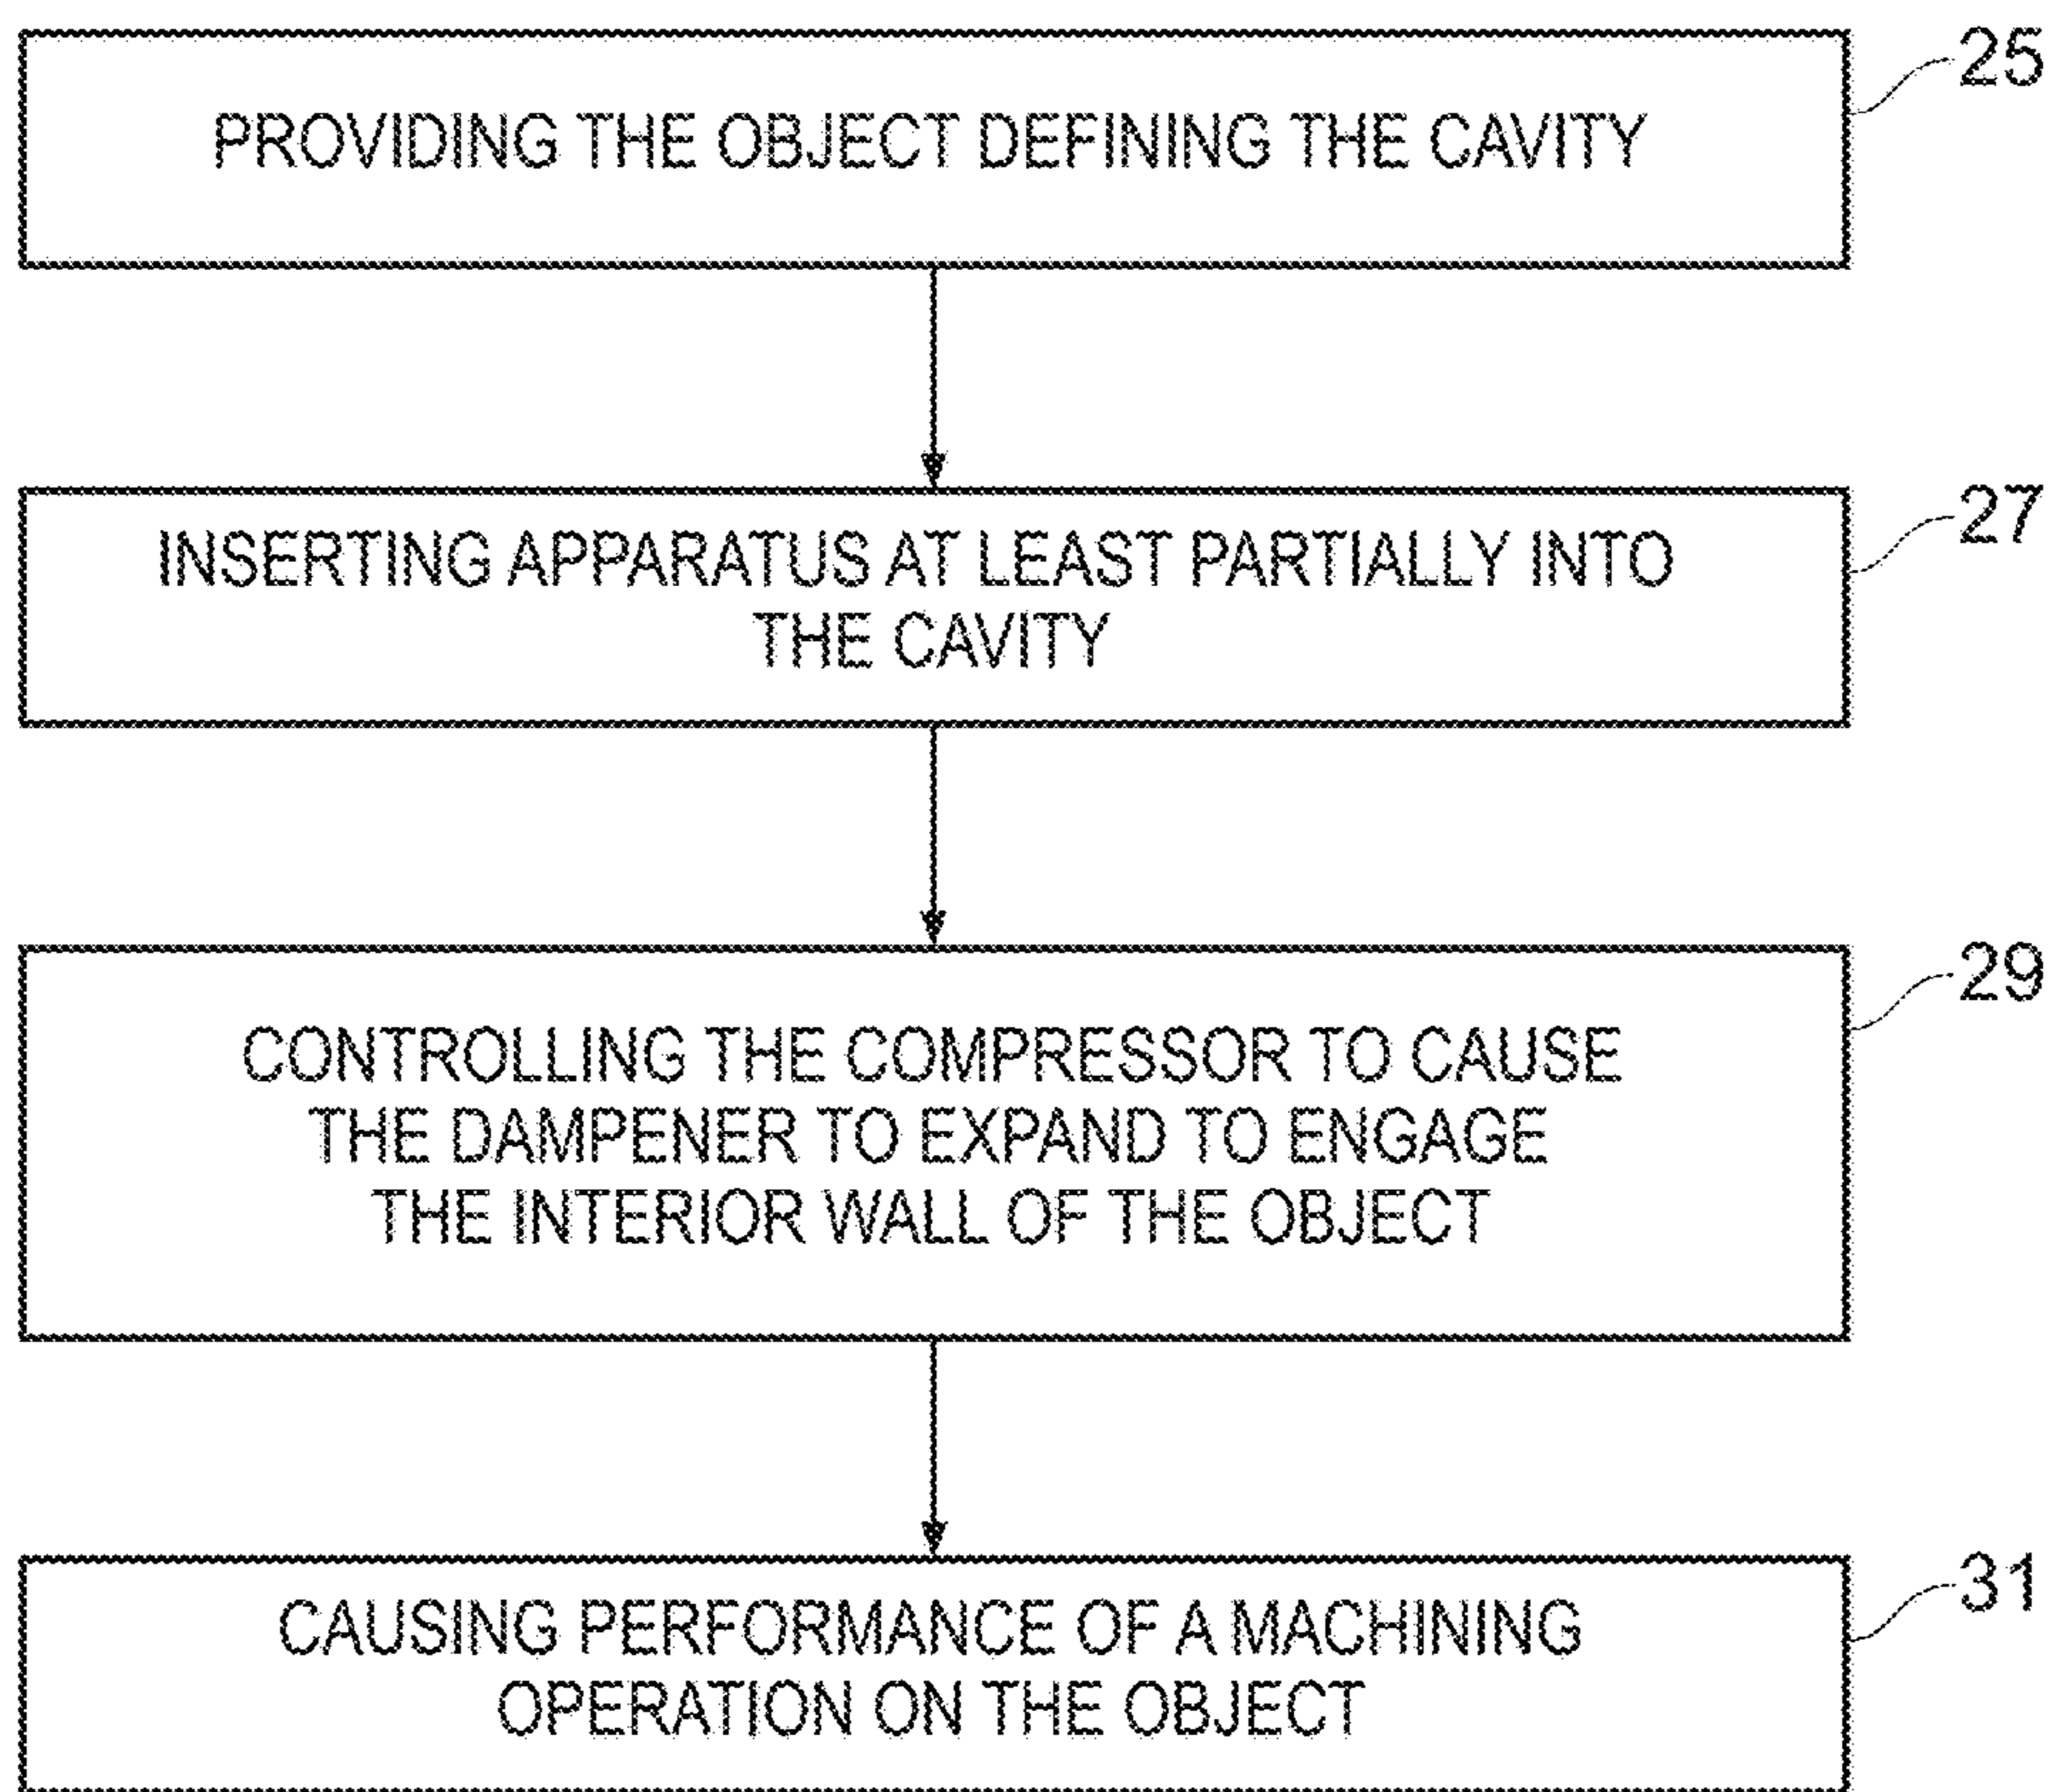 25
PROVIDING THE OBJECT DEFINING THE CAVITY
27
INSERTING APPARATUS AT LEAST PARTIALLY INTO
THE CAVITY
29
CONTROLLING THE COMPRESSOR TO CAUSE
THE DAMPENER TO EXPAND TO ENGAGE
THE INTERIOR WALL OF THE OBJECT
31
CAUSING PERFORMANCE OF A MACHINING
OPERATION ON THE OBJECT